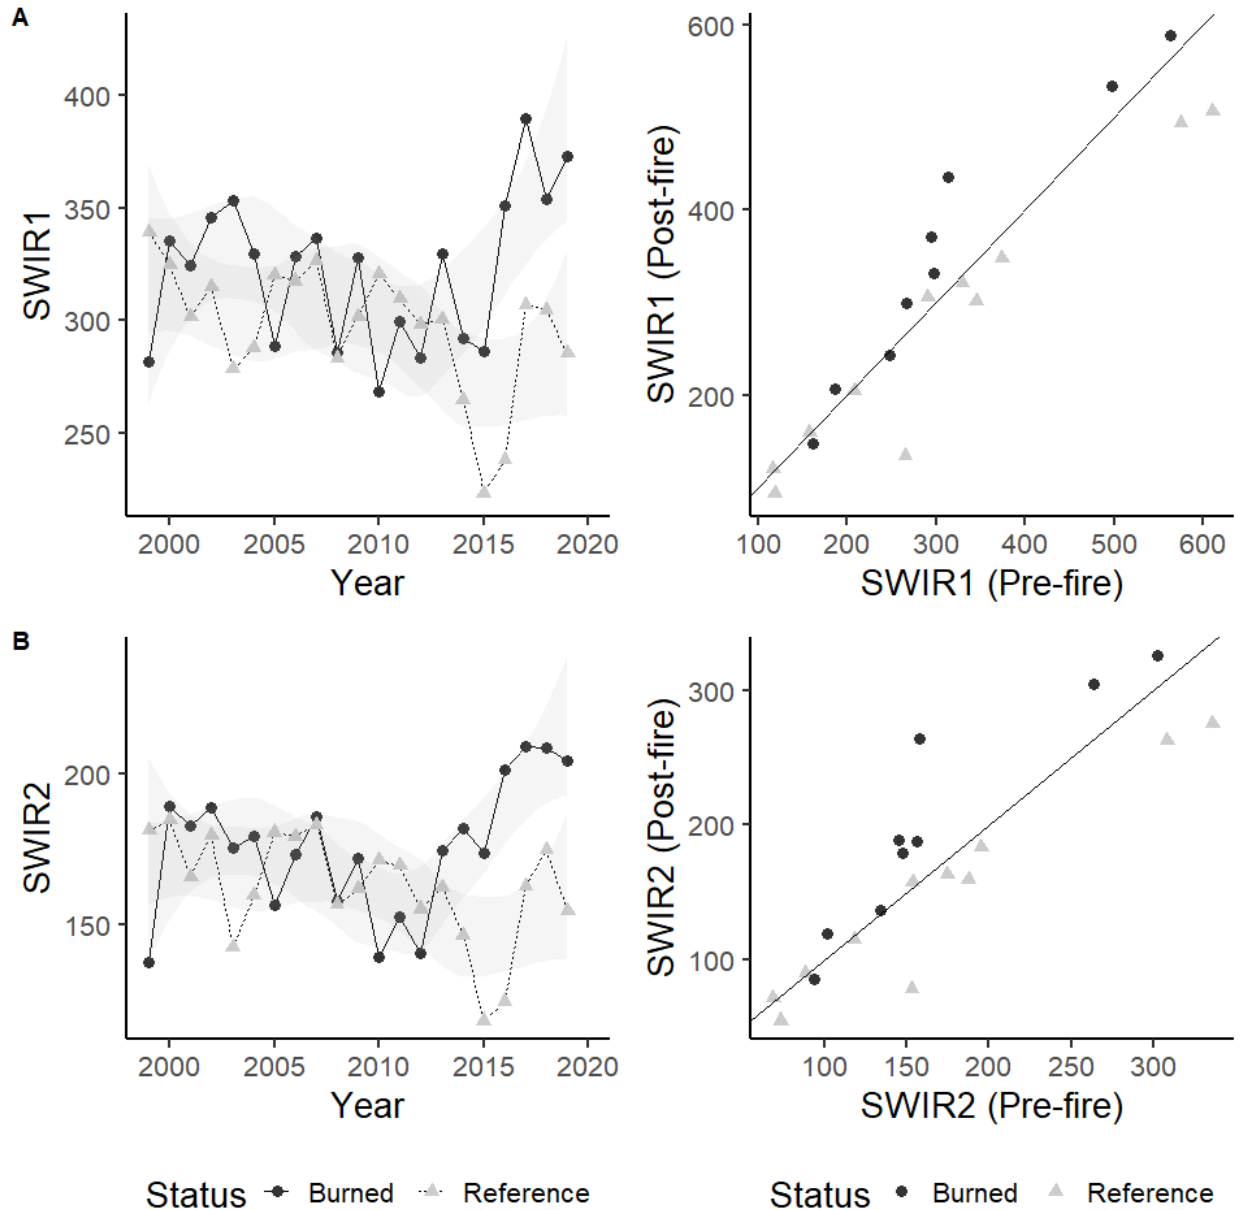 A
SWIR1
400
350
300
250
2000 2005 2010 2015 2020
Year
SWIR1 (Post-fire)
600
400
200
100 200 300 400 500 600
SWIR1 (Pre-fire)
B
SWIR2
200
150
2000 2005 2010 2015 2020
Year
SWIR2 (Post-fire)
300
200
100
100 150 200 250 300
SWIR2 (Pre-fire)
Status Burned Reference
Status Burned Reference